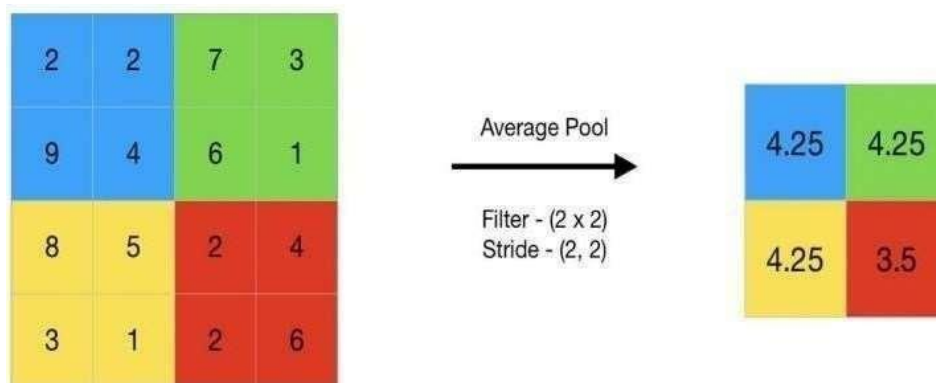 2 2 7 3
9 4 6 1
8 5 2 4
3 1 2 6
Average Pool
Filter - (2 x 2)
Stride - (2, 2)
4.25 4.25
4.25 3.5